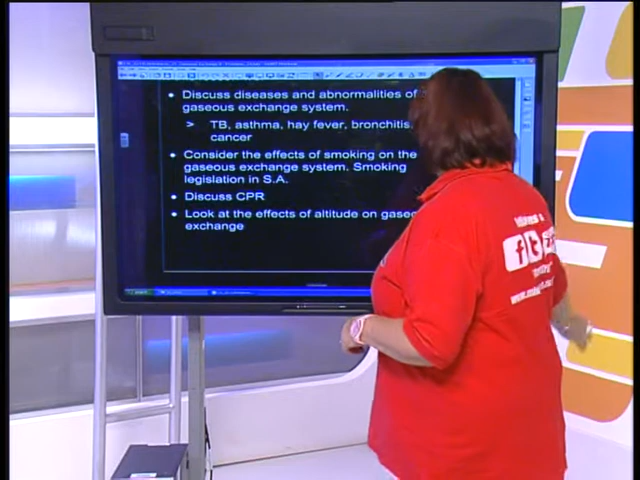 • Discuss diseases and abnormalities of
gaseous exchange system.
> TB, asthma, hay fever, bronchitis,
cancer
• Consider the effects of smoking on the
gaseous exchange system. Smoking
legislation in S.A.
• Discuss CPR
• Look at the effects of altitude on
exchange
f t